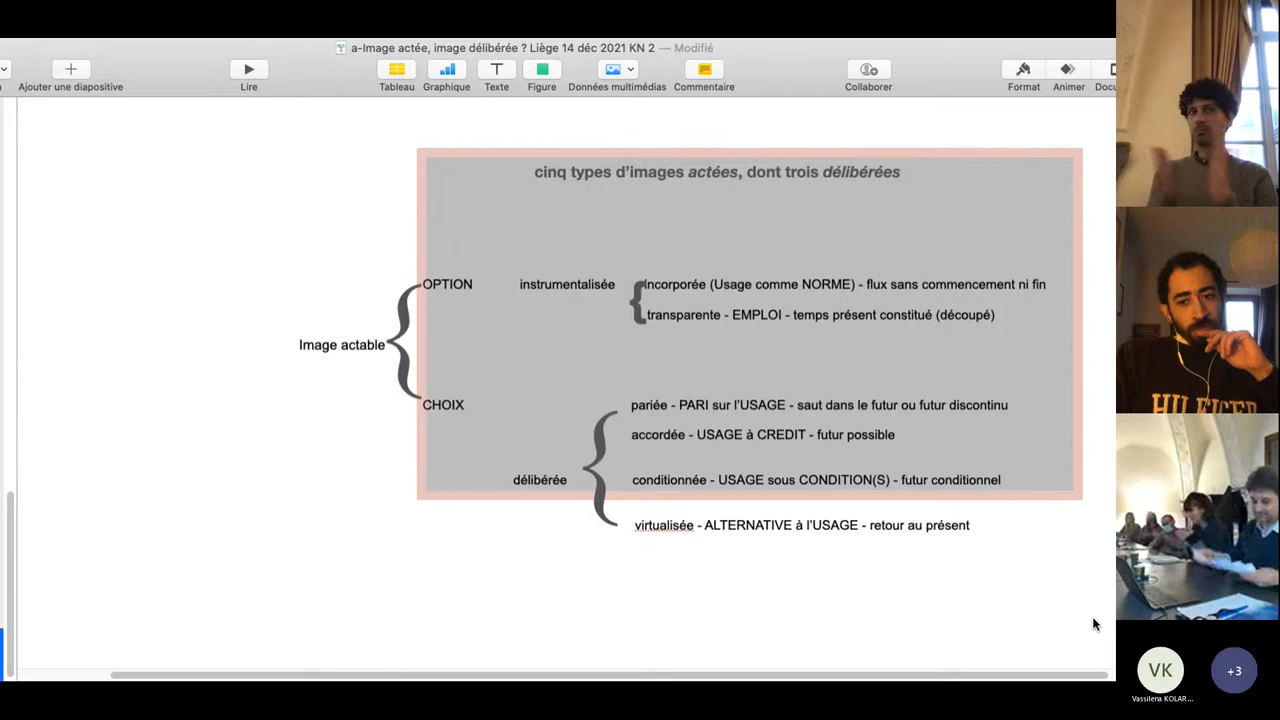 a-Image actée, image délibérée ? Liège 14 déc 2021 KN 2 — Modifié
Ajouter une diapositive
Lire
Tableau
Graphique
Texte
Figure
Données multimédias
Commentaire
Collaborer
Format
Animer
cinq types d’images actées, dont trois délibérées
OPTION instrumentalisée incorporée (Usage comme NORME) - flux sans commencement ni fin
transparente - EMPLOI - temps présent constitué (découpé)
Image actable
CHOIX pariée - PARI sur l’USAGE - saut dans le futur ou futur discontinu
accordée - USAGE à CREDIT - futur possible
délibérée conditionnée - USAGE sous CONDITION(S) - futur conditionnel
virtualisée - ALTERNATIVE à l’USAGE - retour au présent
VK
+3
Vassilena KOLAR...